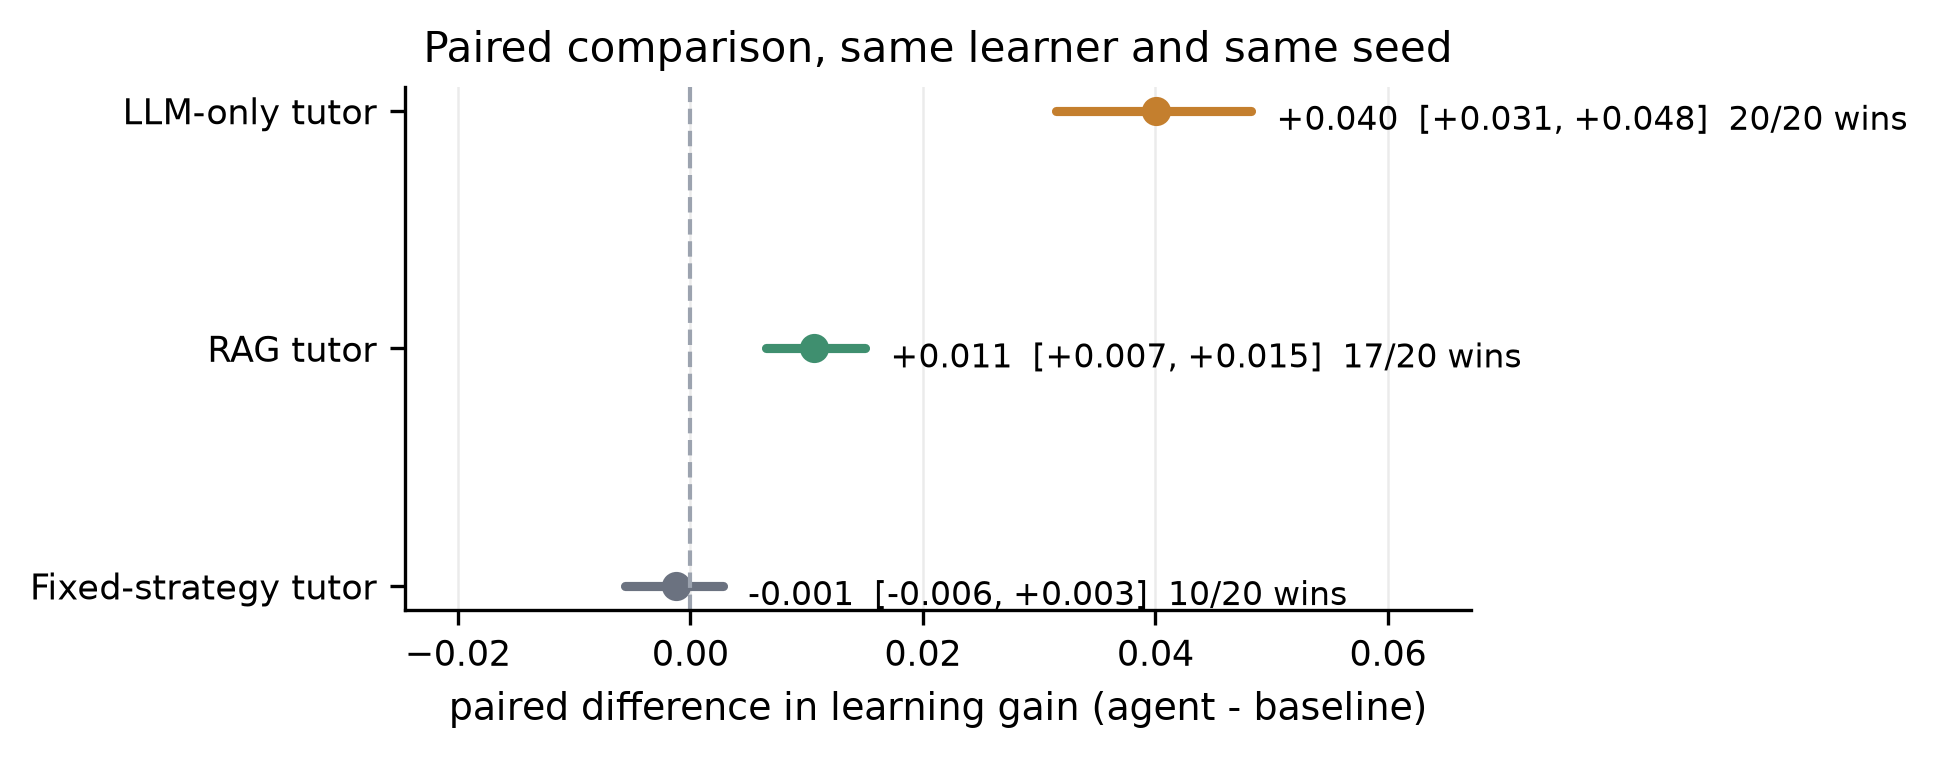 Paired comparison, same learner and same seed
LLM-only tutor
+0.040 [+0.031, +0.048] 20/20 wins
RAG tutor
+0.011 [+0.007, +0.015] 17/20 wins
Fixed-strategy tutor
-0.001 [-0.006, +0.003] 10/20 wins
−0.02 0.00 0.02 0.04 0.06
paired difference in learning gain (agent - baseline)